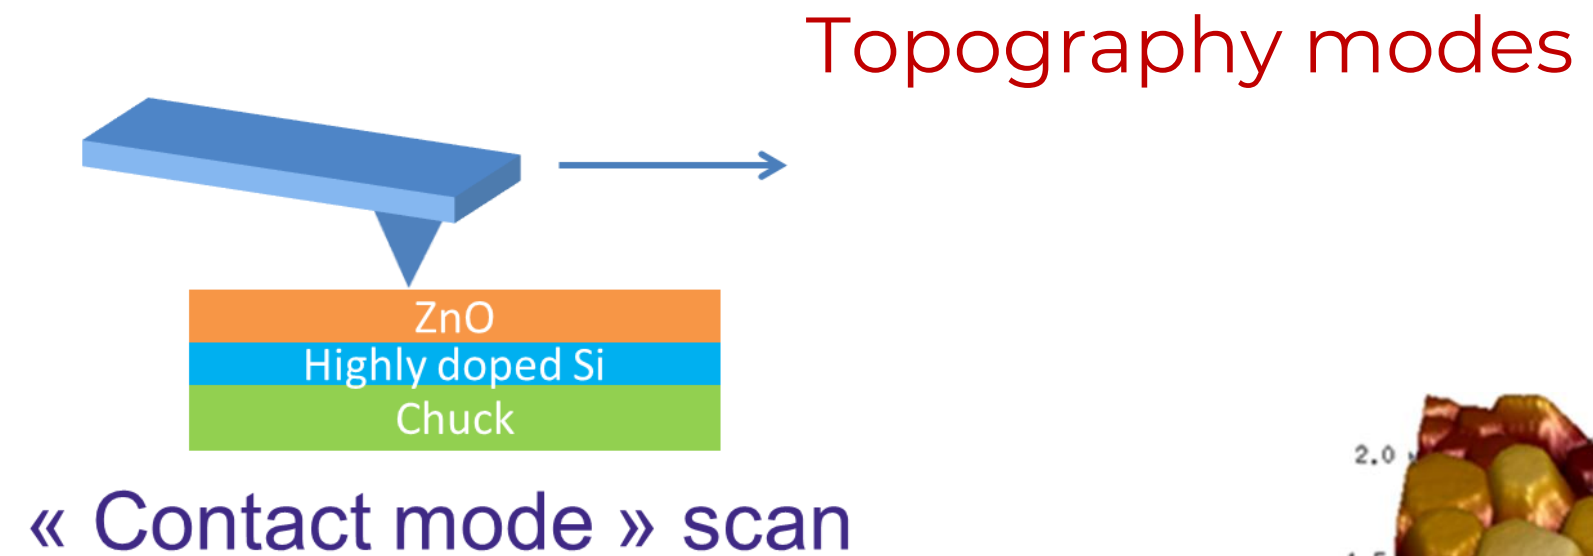 Topography modes
ZnO
Highly doped Si
Chuck
2.0
« Contact mode » scan